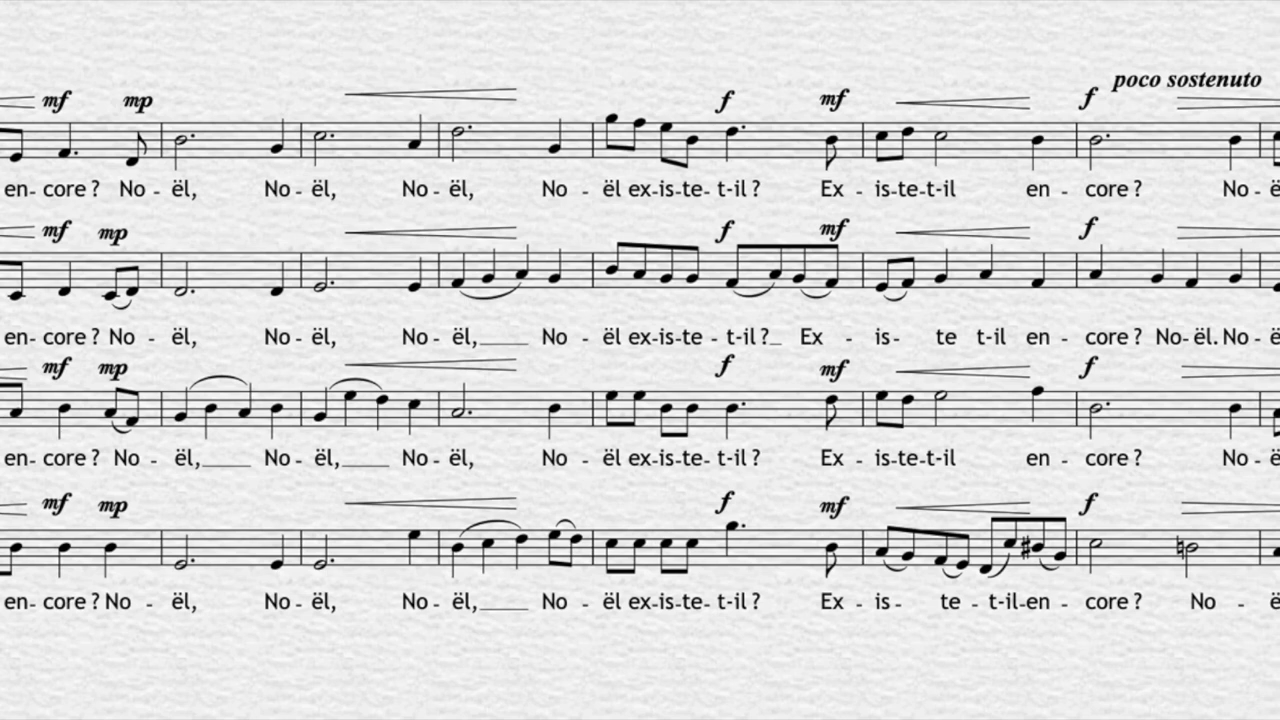 poco sostenuto
mf mp f mf f
en- core ? No - ël, No - ël, No - ël, No - ël ex-is-te- t-il ? Ex - is-te-t-il en - core ? No - ë
mf mp f mf f
en- core ? No - ël, No - ël, No - ël,____ No - ël ex-is-te - t-il ?_ Ex - is- te t-il en - core ? No- ël. No - ë
mf mp f mf f
en- core ? No - ël,____ No - ël,____ No - ël, No - ël ex-is-te- t-il ? Ex - is-te-t-il en - core ? No - ë
mf mp f mf f
en- core ? No - ël, No - ël, No - ël,____ No - ël ex-is-te- t-il ? Ex - is- te - t-il-en - core ? No - ë